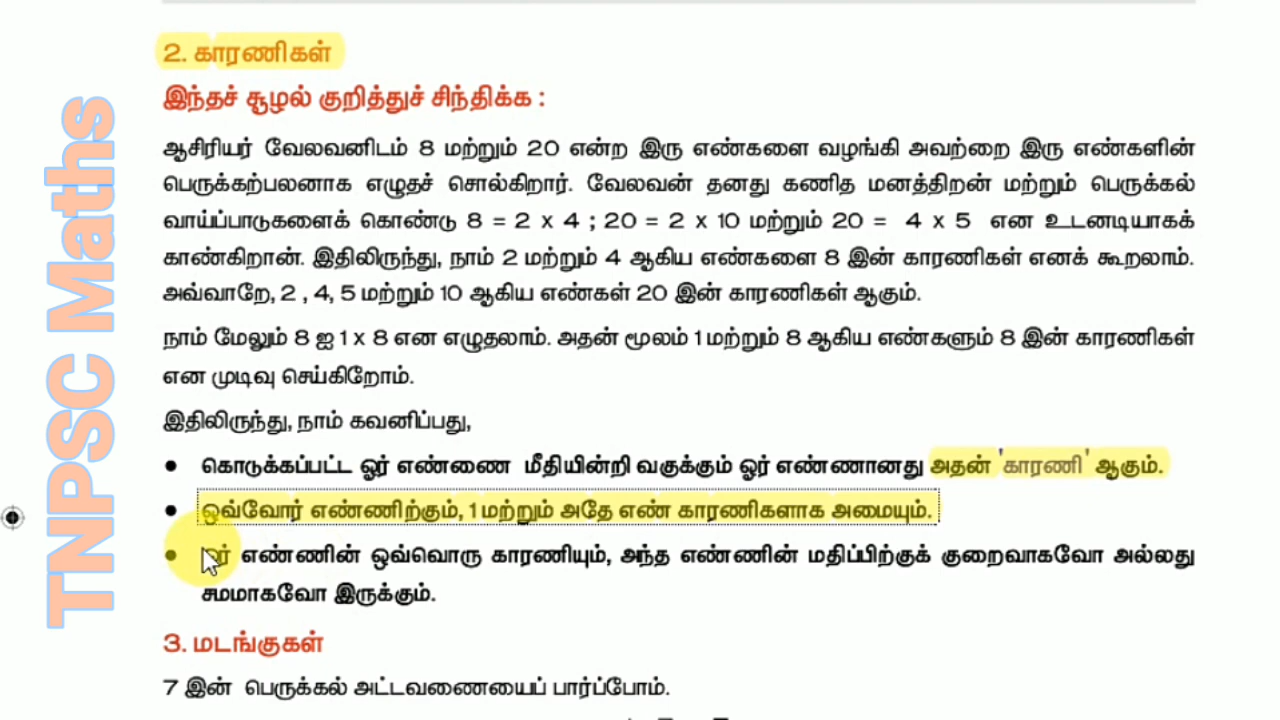 TNPSC Maths
2. காரணிகள்
இந்தச் சூழல் குறித்துச் சிந்திக்க :
ஆசிரியர் வேலவனிடம் 8 மற்றும் 20 என்ற இரு எண்களை வழங்கி அவற்றை இரு எண்களின்
பெருக்கற்பலனாக எழுதச் சொல்கிறார். வேலவன் தனது கணித மனத்திறன் மற்றும் பெருக்கல்
வாய்ப்பாடுகளைக் கொண்டு 8 = 2 x 4 ; 20 = 2 x 10 மற்றும் 20 = 4 x 5 என உடனடியாகக்
காண்கிறான். இதிலிருந்து, நாம் 2 மற்றும் 4 ஆகிய எண்களை 8 இன் காரணிகள் எனக் கூறலாம்.
அவ்வாறே, 2 , 4, 5 மற்றும் 10 ஆகிய எண்கள் 20 இன் காரணிகள் ஆகும்.
நாம் மேலும் 8 ஐ 1 x 8 என எழுதலாம். அதன் மூலம் 1 மற்றும் 8 ஆகிய எண்களும் 8 இன் காரணிகள்
என முடிவு செய்கிறோம்.
இதிலிருந்து, நாம் கவனிப்பது,
● கொடுக்கப்பட்ட ஓர் எண்ணை மீதியின்றி வகுக்கும் ஓர் எண்ணானது அதன் 'காரணி' ஆகும்.
● ஒவ்வோர் எண்ணிற்கும், 1 மற்றும் அதே எண் காரணிகளாக அமையும்.
● ஓர் எண்ணின் ஒவ்வொரு காரணியும், அந்த எண்ணின் மதிப்பிற்குக் குறைவாகவோ அல்லது
சமமாகவோ இருக்கும்.
3. மடங்குகள்
7 இன் பெருக்கல் அட்டவணையைப் பார்ப்போம்.